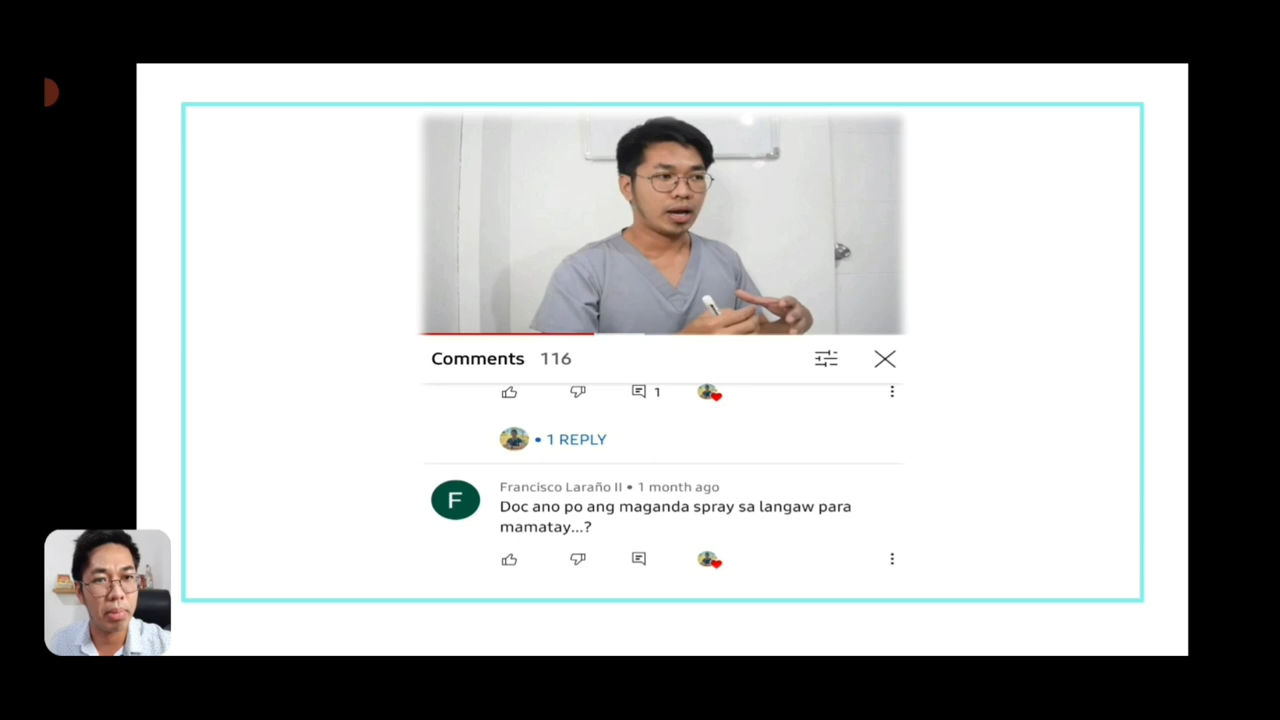 Comments 116
1
• 1 REPLY
F
Francisco Laraño II • 1 month ago
Doc ano po ang maganda spray sa langaw para
mamatay...?